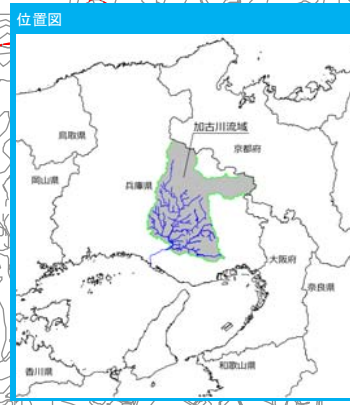 位置図
加古川流域
鳥取県
京都府
岡山県
兵庫県
大阪府
奈良県
香川県
和歌山県